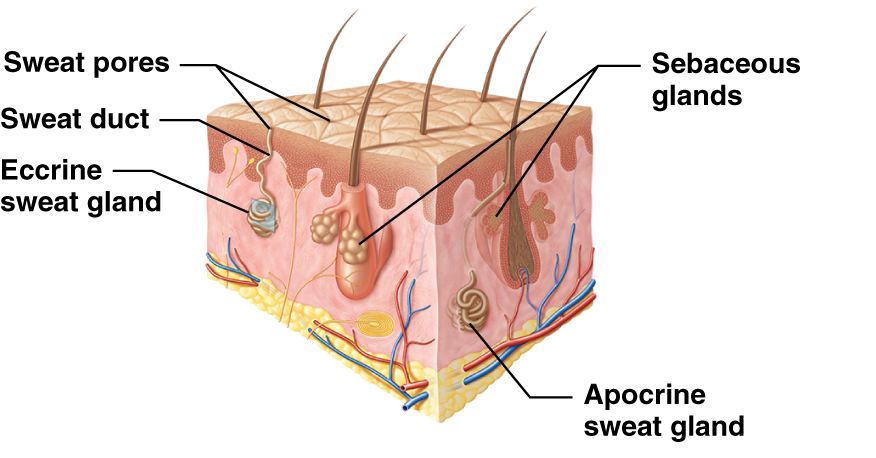 Sweat pores
Sweat duct
Eccrine
sweat gland
Sebaceous
glands
Apocrine
sweat gland